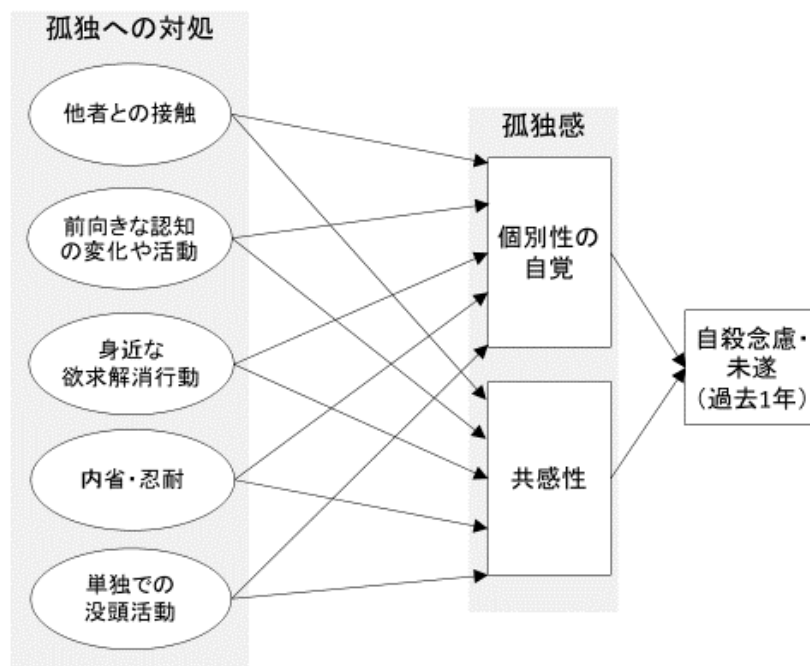 孤独への対処
他者との接触
前向きな認知
の変化や活動
身近な
欲求解消行動
内省・忍耐
単独での
没頭活動
孤独感
個別性の
自覚
共感性
自殺念慮・
未遂
（過去1年）